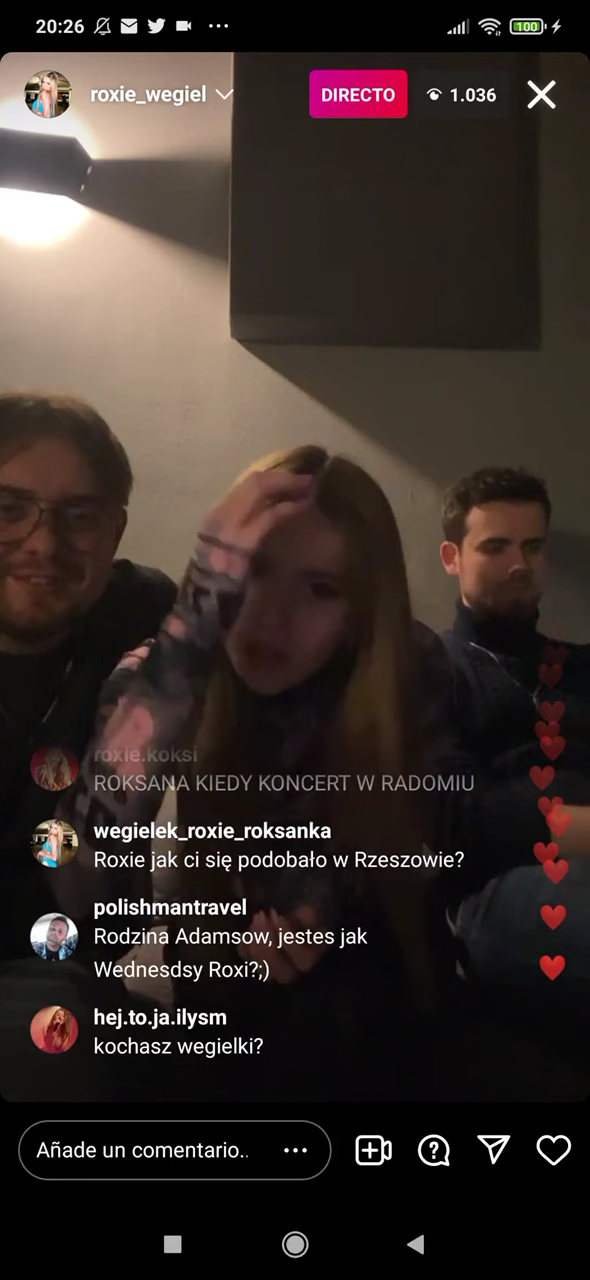 20:26
100
roxie_wegiel
DIRECTO
1.036
roxie.koksi
ROKSANA KIEDY KONCERT W RADOMIU
wegielek_roxie_roksanka
Roxie jak ci się podobało w Rzeszowie?
polishmantravel
Rodzina Adamsow, jestes jak
Wednesdsy Roxi?;)
hej.to.ja.ilysm
kochasz wegielki?
Añade un comentario..